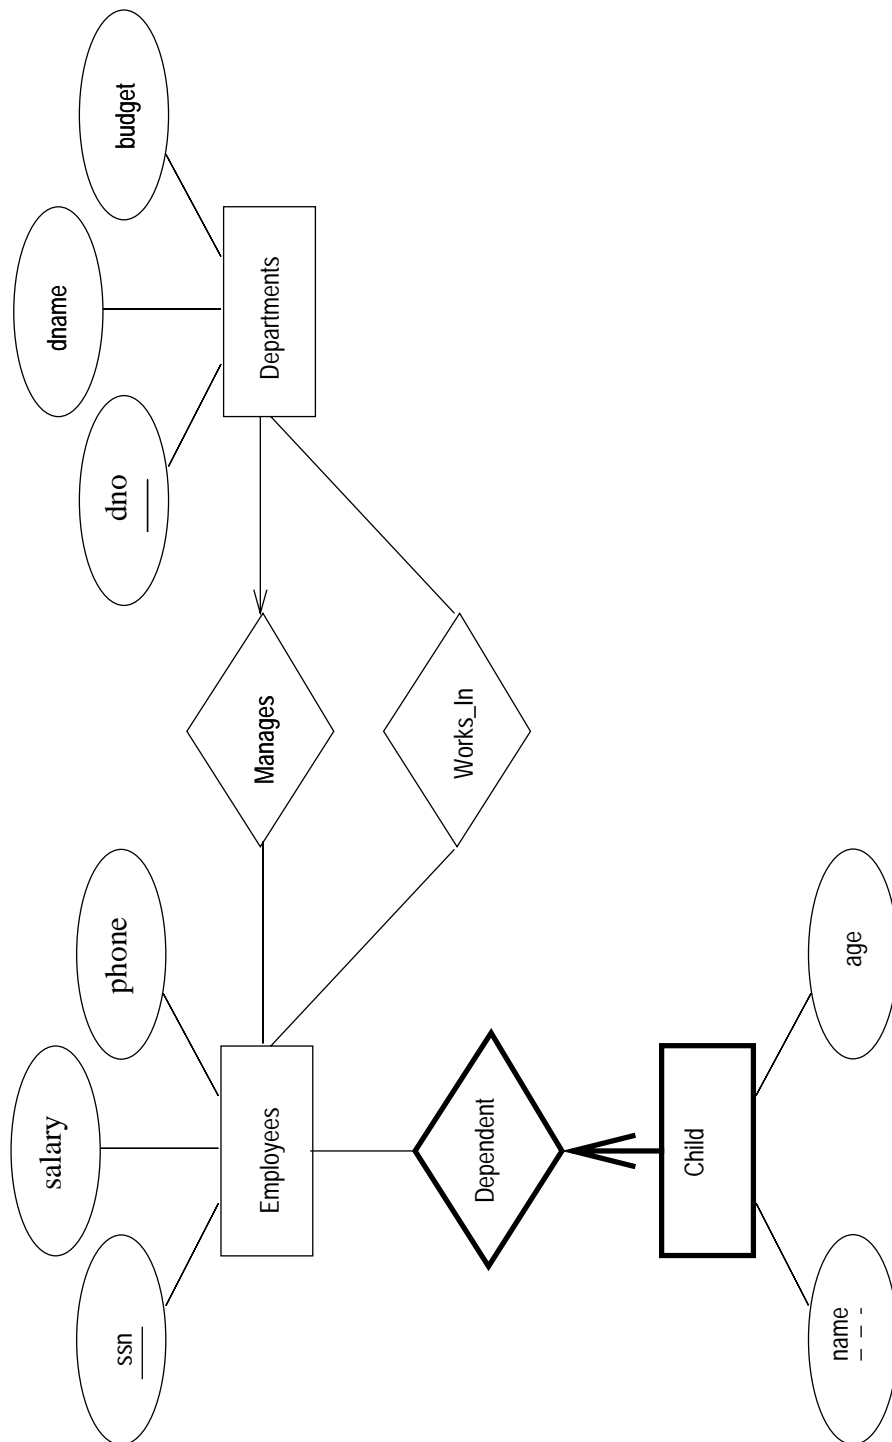 ssn
salary
phone
dno
dname
budget
Employees
Manages
Departments
Works_In
Dependent
Child
name
age